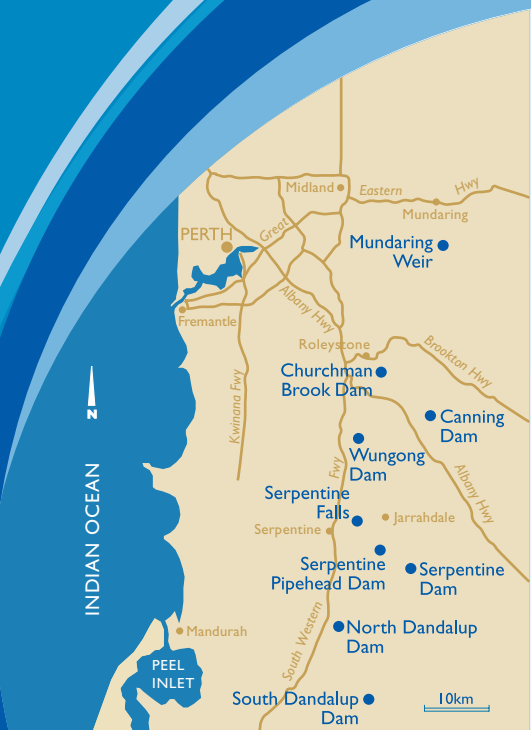 Midland
Eastern
Hwy
Mundaring
PERTH
Great
Mundaring
Weir
Albany Hwy
Fremantle
Roleystone
Brookton Hwy
Churchman
Brook Dam
Kwinana Fwy
Canning
Dam
N
Wungong
Dam
Fwy
Albany Hwy
INDIAN OCEAN
Serpentine
Falls
Jarrahdale
Serpentine
Serpentine
Pipehead Dam
Serpentine
Dam
South Western
Mandurah
North Dandalup
Dam
PEEL
INLET
South Dandalup
Dam
10km